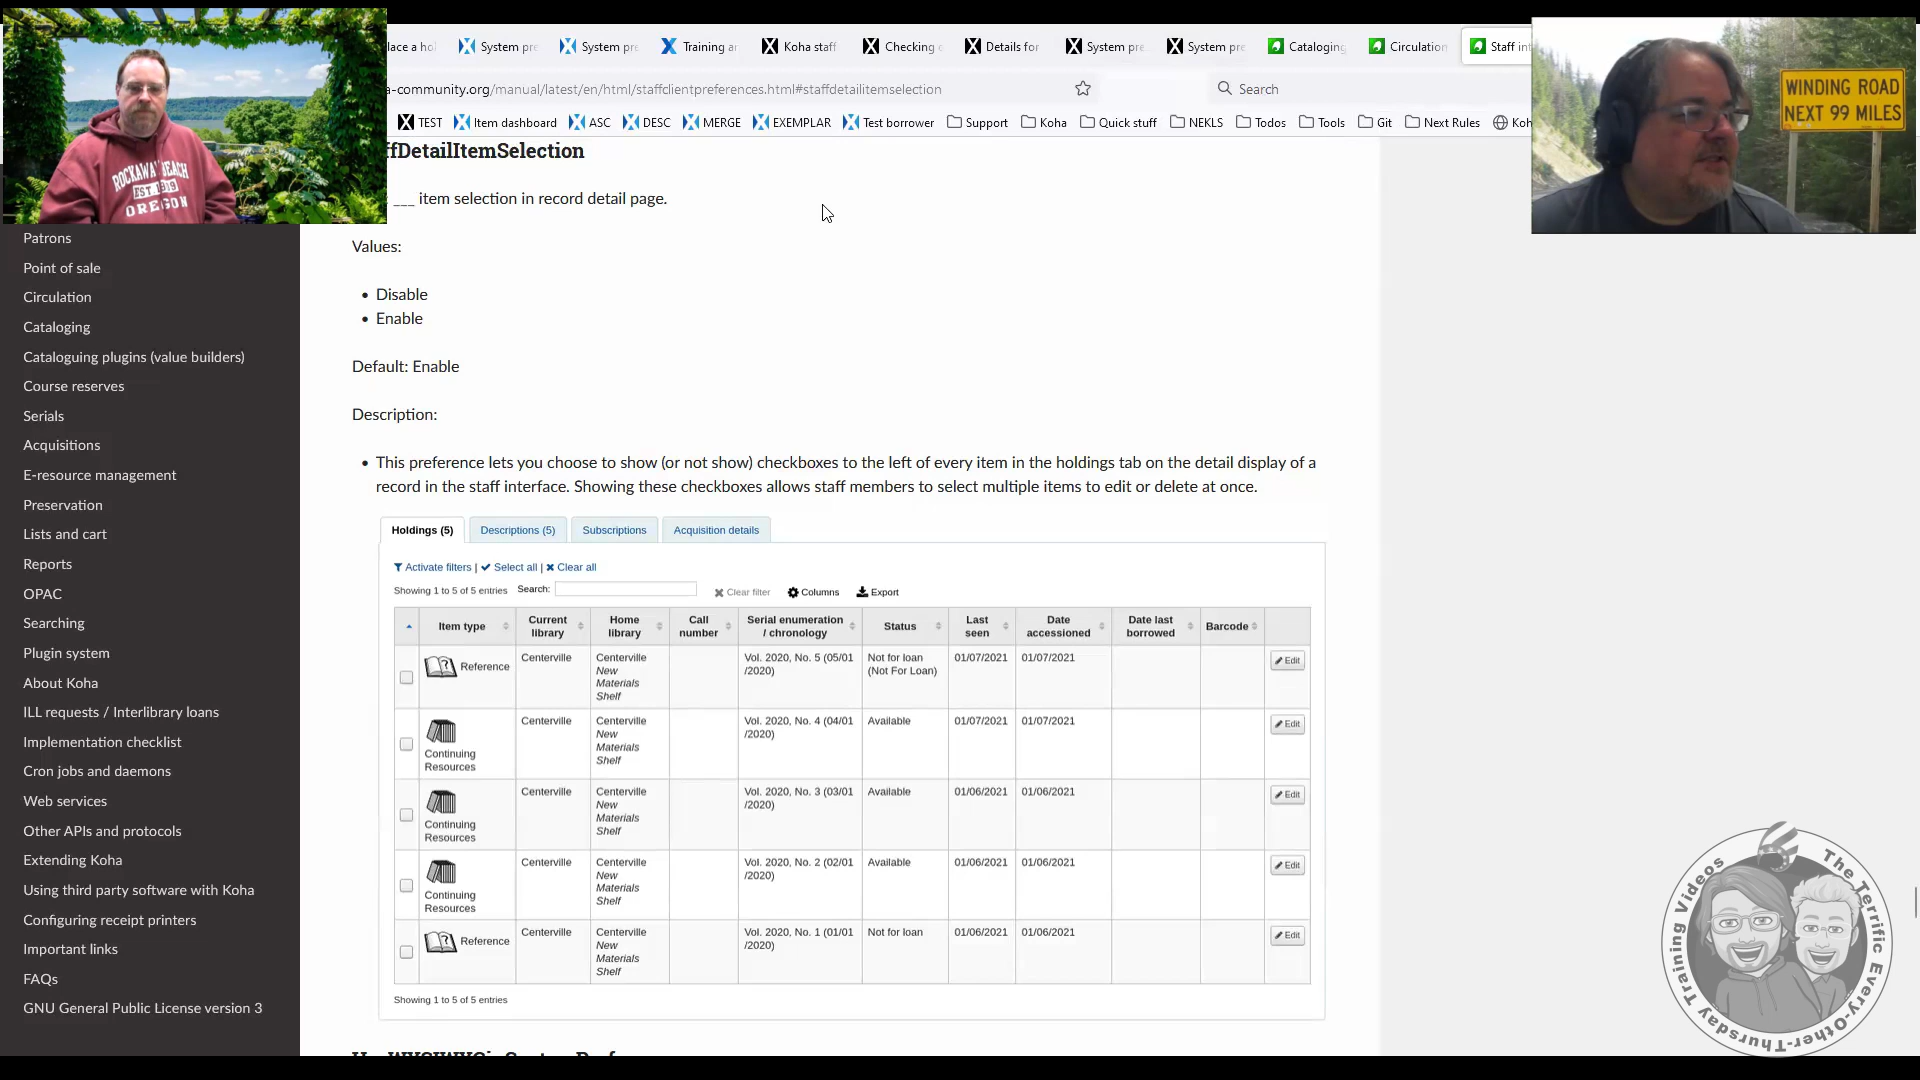 System pre
System pre
Training an
Koha staff
Checking o
Details for
System pre
System pre
Cataloging
Circulation
Staff int
-community.org/manual/latest/en/html/staffclientpreferences.html#staffdetailitemselection
Search
TEST
Item dashboard
ASC
DESC
MERGE
EXEMPLAR
Test borrower
Support
Koha
Quick stuff
NEKLS
Todos
Tools
Git
Next Rules
Koh
ROCKAWAY BEACH
EST 1909
OREGON
WINDING ROAD
NEXT 99 MILES
Patrons
Point of sale
Circulation
Cataloging
Cataloguing plugins (value builders)
Course reserves
Serials
Acquisitions
E-resource management
Preservation
Lists and cart
Reports
OPAC
Searching
Plugin system
About Koha
ILL requests / Interlibrary loans
Implementation checklist
Cron jobs and daemons
Web services
Other APIs and protocols
Extending Koha
Using third party software with Koha
Configuring receipt printers
Important links
FAQs
GNU General Public License version 3
ffDetailItemSelection
___ item selection in record detail page.
Values:
• Disable
• Enable
Default: Enable
Description:
• This preference lets you choose to show (or not show) checkboxes to the left of every item in the holdings tab on the detail display of a
record in the staff interface. Showing these checkboxes allows staff members to select multiple items to edit or delete at once.
Holdings (5) Descriptions (5) Subscriptions Acquisition details
Activate filters | Select all | Clear all
Showing 1 to 5 of 5 entries Search: Clear filter Columns Export
Item type Current library Home library Call number Serial enumeration / chronology Status Last seen Date accessioned Date last borrowed Barcode
Reference Centerville Centerville New Materials Shelf Vol. 2020, No. 5 (05/01/2020) Not for loan (Not For Loan) 01/07/2021 01/07/2021 Edit
Continuing Resources Centerville Centerville New Materials Shelf Vol. 2020, No. 4 (04/01/2020) Available 01/07/2021 01/07/2021 Edit
Continuing Resources Centerville Centerville New Materials Shelf Vol. 2020, No. 3 (03/01/2020) Available 01/06/2021 01/06/2021 Edit
Continuing Resources Centerville Centerville New Materials Shelf Vol. 2020, No. 2 (02/01/2020) Available 01/06/2021 01/06/2021 Edit
Reference Centerville Centerville New Materials Shelf Vol. 2020, No. 1 (01/01/2020) Not for loan 01/06/2021 01/06/2021 Edit
Showing 1 to 5 of 5 entries
The Terrific Every-Other-Thursday Training Videos